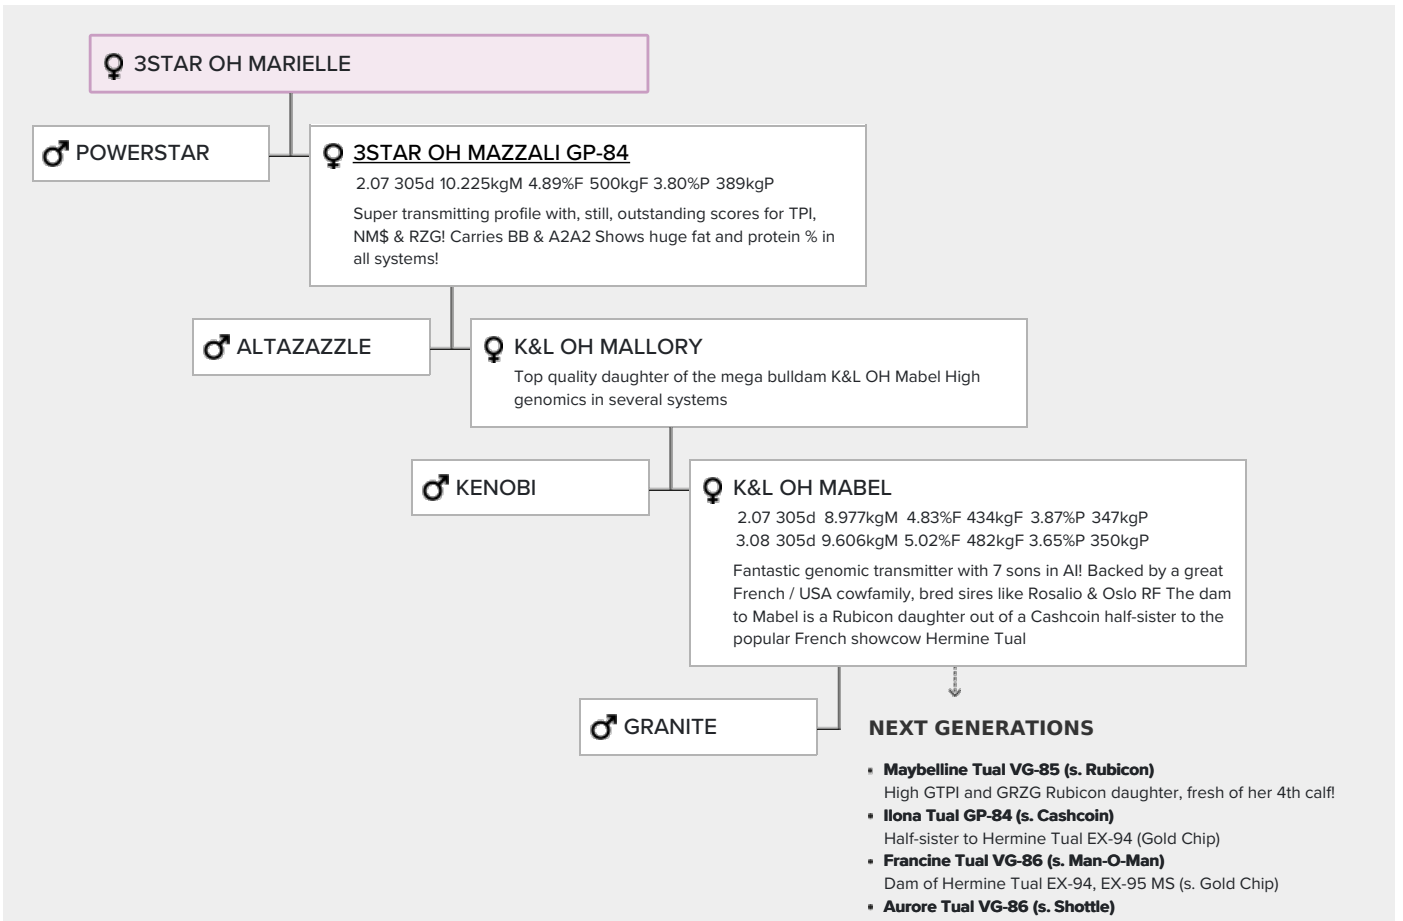 3STAR OH MARIELLE
POWERSTAR
3STAR OH MAZZALI GP-84
2.07 305d 10.225kgM 4.89%F 500kgF 3.80%P 389kgP
Super transmitting profile with, still, outstanding scores for TPI,
NM$ & RZG! Carries BB & A2A2 Shows huge fat and protein % in
all systems!
ALTAZAZZLE
K&L OH MALLORY
Top quality daughter of the mega bulldam K&L OH Mabel High
genomics in several systems
KENOBI
K&L OH MABEL
2.07 305d 8.977kgM 4.83%F 434kgF 3.87%P 347kgP
3.08 305d 9.606kgM 5.02%F 482kgF 3.65%P 350kgP
Fantastic genomic transmitter with 7 sons in AI! Backed by a great
French / USA cowfamily, bred sires like Rosalio & Oslo RF The dam
to Mabel is a Rubicon daughter out of a Cashcoin half-sister to the
popular French showcow Hermine Tual
GRANITE
NEXT GENERATIONS
• Maybelline Tual VG-85 (s. Rubicon)
High GTPI and GRZG Rubicon daughter, fresh of her 4th calf!
• Ilona Tual GP-84 (s. Cashcoin)
Half-sister to Hermine Tual EX-94 (Gold Chip)
• Francine Tual VG-86 (s. Man-O-Man)
Dam of Hermine Tual EX-94, EX-95 MS (s. Gold Chip)
• Aurore Tual VG-86 (s. Shottle)